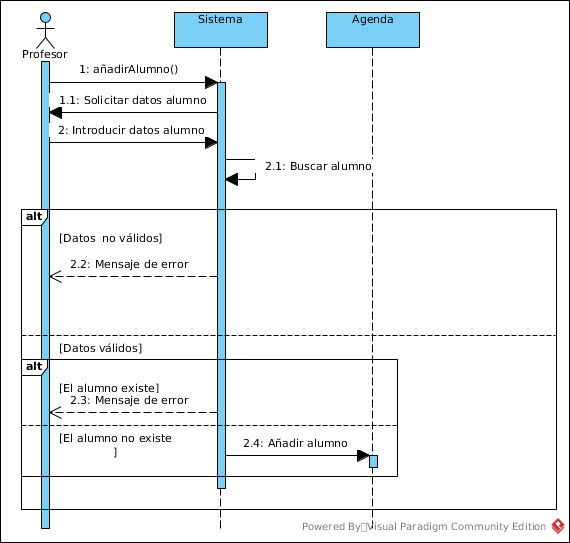 Sistema
Agenda
Profesor
1: añadirAlumno()
1.1: Solicitar datos alumno
2: Introducir datos alumno
2.1: Buscar alumno
alt
[Datos no válidos]
2.2: Mensaje de error
[Datos válidos]
alt
[El alumno existe]
2.3: Mensaje de error
[El alumno no existe
]
2.4: Añadir alumno
Powered By Visual Paradigm Community Edition